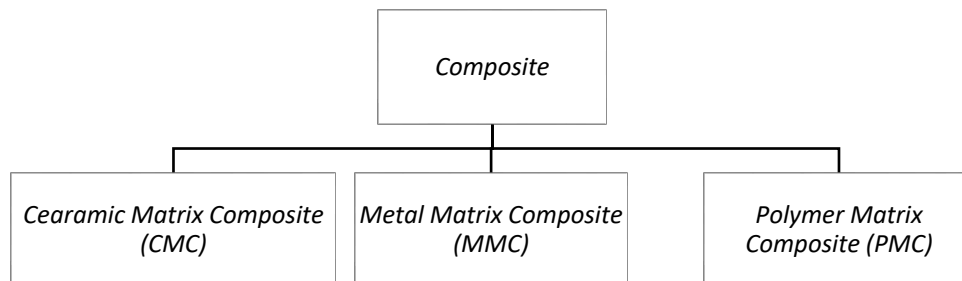 Composite
Cearamic Matrix Composite
(CMC)
Metal Matrix Composite
(MMC)
Polymer Matrix
Composite (PMC)